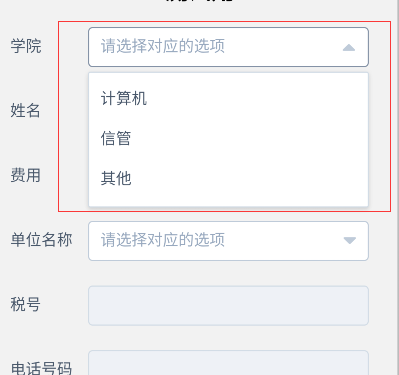 学院
请选择对应的选项
计算机
姓名
信管
费用
其他
单位名称
请选择对应的选项
税号
电话号码